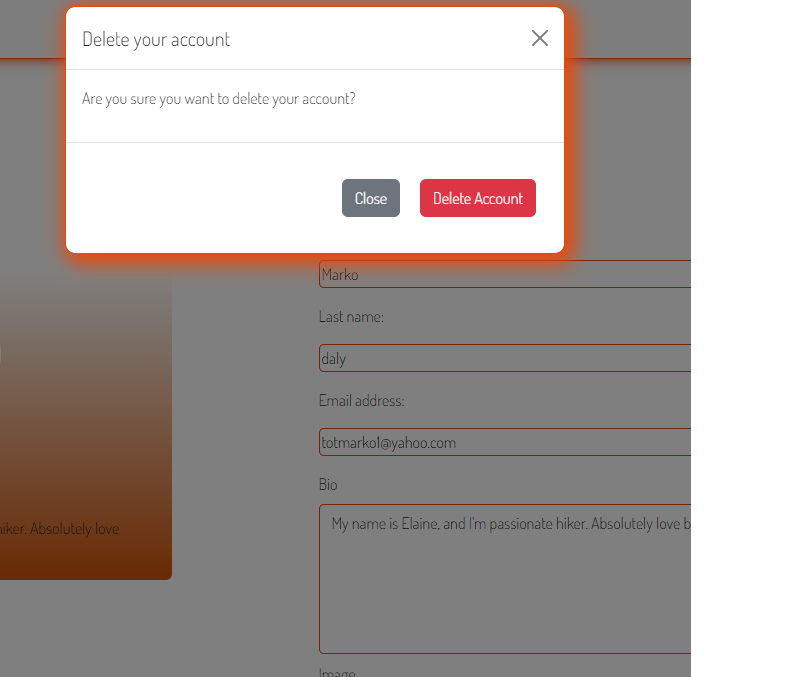 Delete your account
Are you sure you want to delete your account?
Close
Delete Account
Marko
Last name:
daly
Email address:
totmarko1@yahoo.com
Bio
hiker. Absolutely love
My name is Elaine, and I'm passionate hiker. Absolutely love b
Image